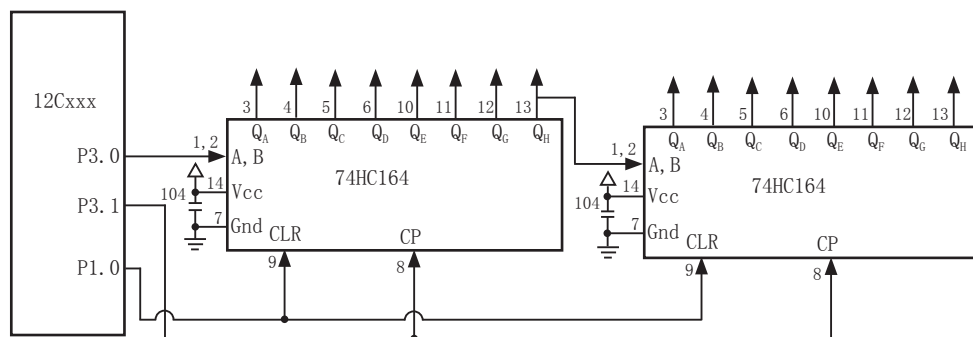 12Cxxx
P3.0
P3.1
P1.0
3 4 5 6 10 11 12 13
QA QB QC QD QE QF QG QH
1,2
A,B
74HC164
14
Vcc
104
7
Gnd
CLR
CP
9
8
3 4 5 6 10 11 12 13
QA QB QC QD QE QF QG QH
1,2
A,B
74HC164
14
Vcc
104
7
Gnd
CLR
CP
9
8